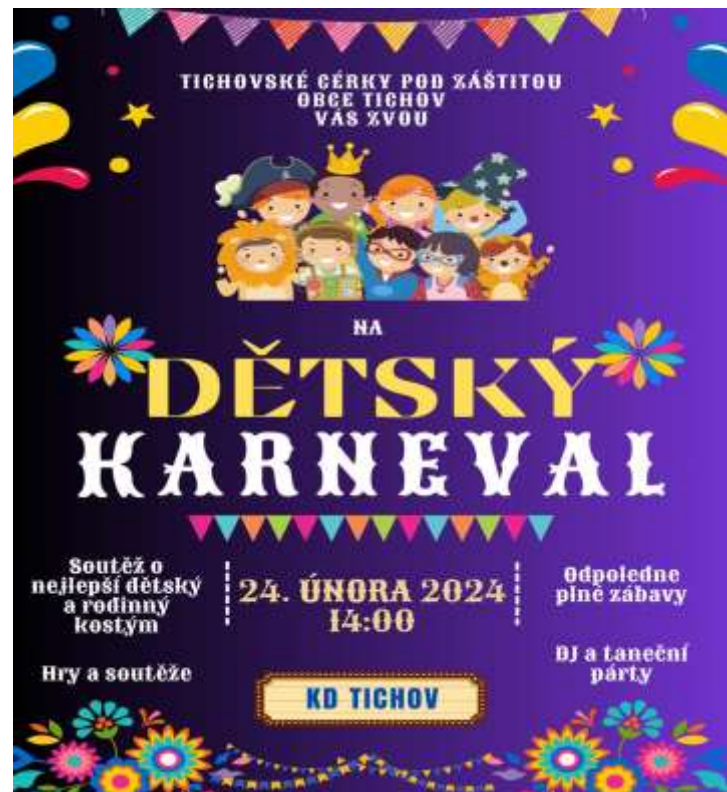 TICHOVSKÉ CÉRKY POD ZÁŠTITOU
OBCE TICHOV
VÁS ZVOU
NA
DĚTSKÝ
KARNEVAL
Soutěž o
nejlepší dětský
a rodinný
kostým
Hry a soutěže
24. ÚNORA 2024
14:00
KD TICHOV
Odpoledne
plné zábavy
DJ a taneční
párty